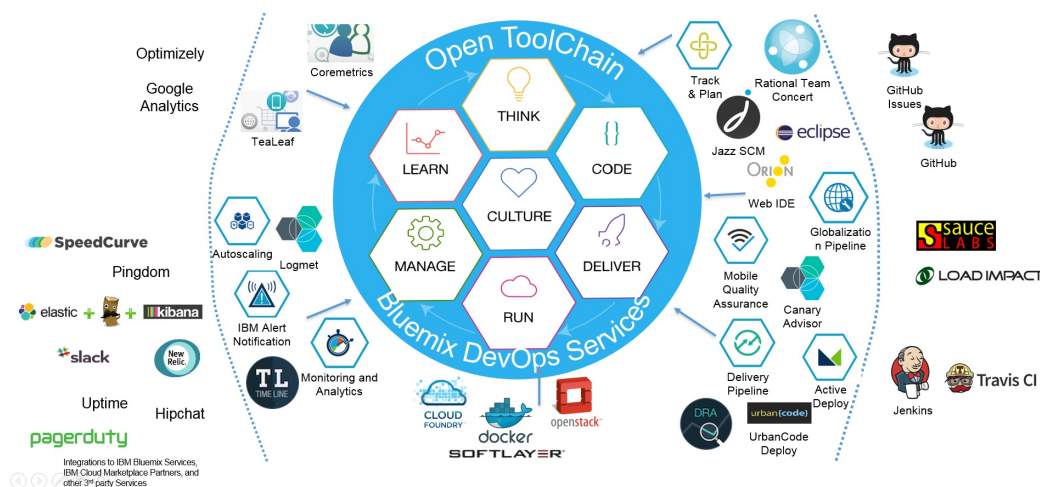 Open ToolChain
Bluemix DevOps Services
THINK
CODE
LEARN
CULTURE
MANAGE
DELIVER
RUN
Optimizely
Google
Analytics
Coremetrics
TeaLeaf
Autoscaling
Logmet
SpeedCurve
Pingdom
elastic + + kibana
IBM Alert
Notification
slack
New
Relic.
TL
TIME LINE
Monitoring and
Analytics
Uptime
Hipchat
pagerduty
Integrations to IBM Bluemix Services,
IBM Cloud Marketplace Partners, and
other 3rd party Services
CLOUD
FOUNDRY
docker
openstack
SOFTLAYER
Track
& Plan
Rational Team
Concert
Jazz SCM
eclipse
ORION
Web IDE
Globalizatio
n Pipeline
Mobile
Quality
Assurance
Canary
Advisor
Delivery
Pipeline
Active
Deploy
DRA
urban{code}
UrbanCode
Deploy
GitHub
Issues
GitHub
S sauce
LABS
LOAD IMPACT
Jenkins
Travis CI